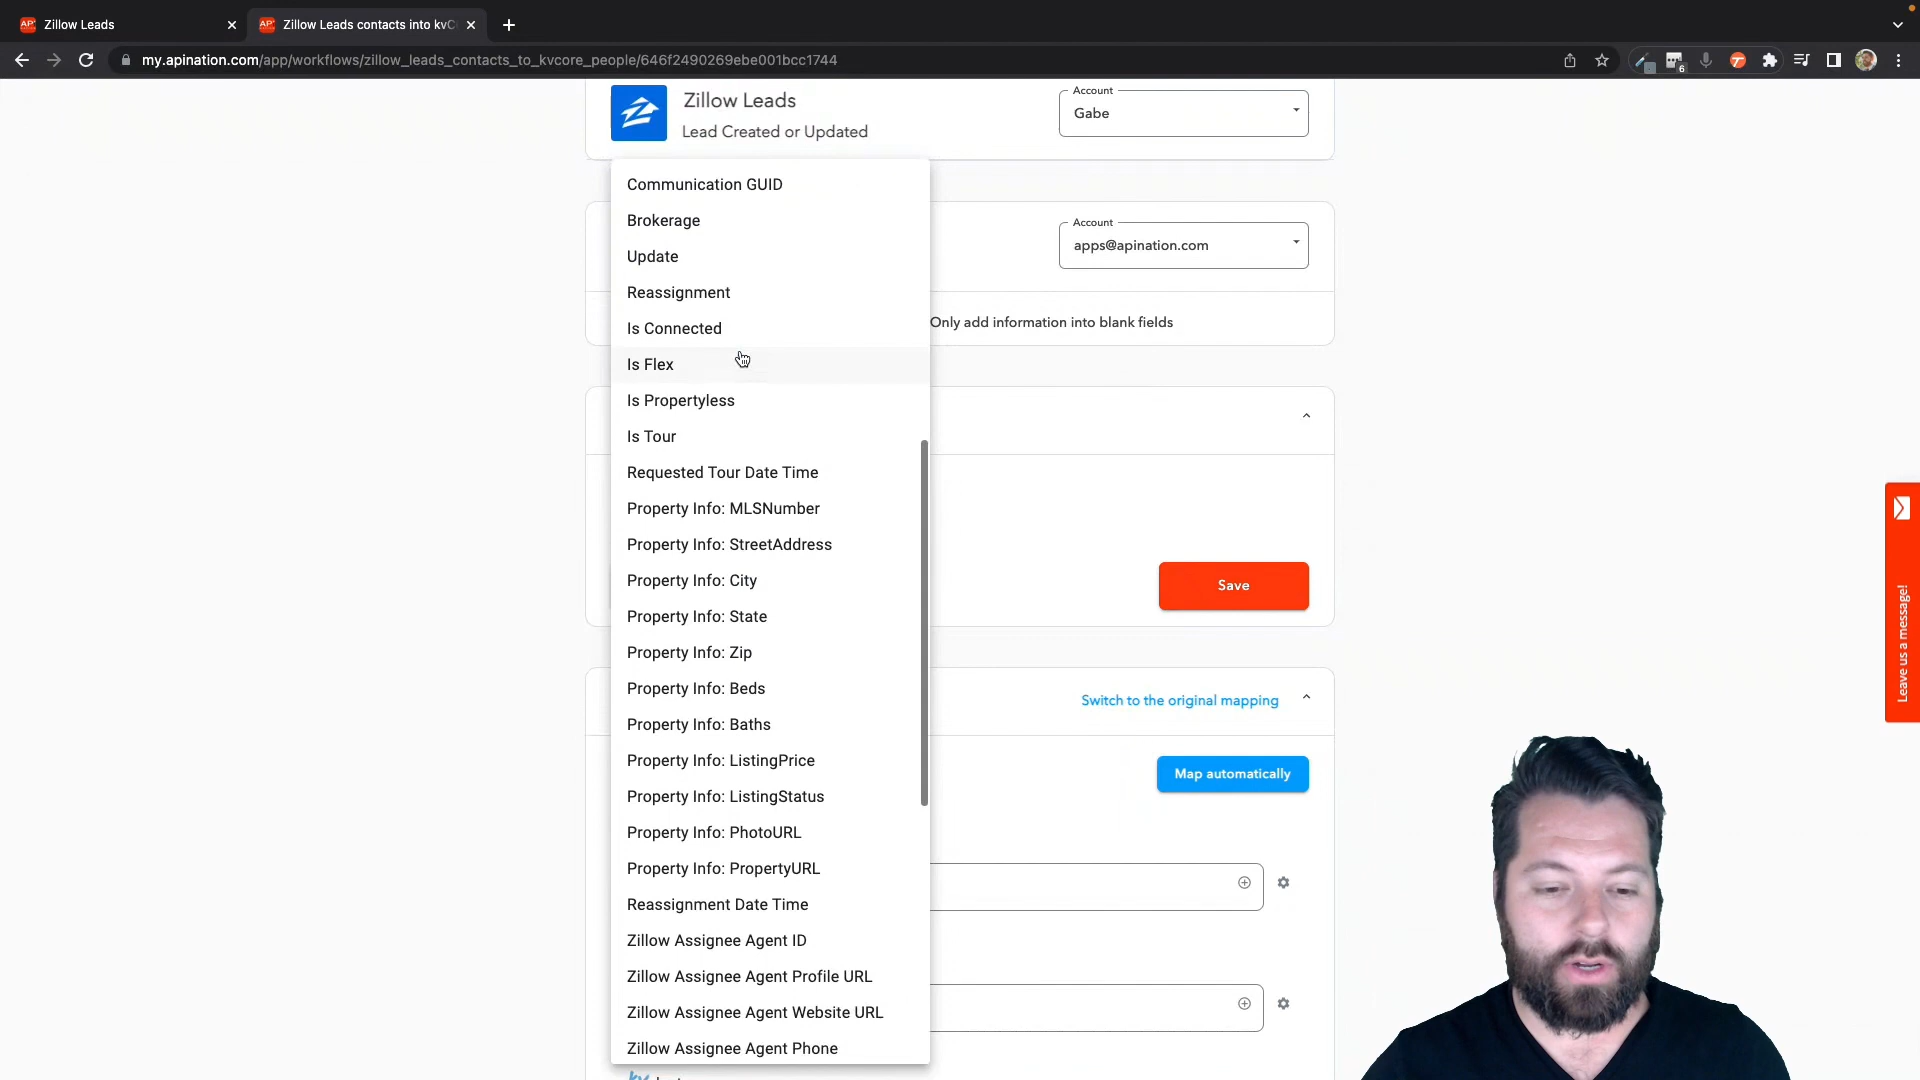 Zillow Leads
Zillow Leads contacts into kvC
my.apination.com/app/workflows/zillow_leads_contacts_to_kvcore_people/646f2490269ebe001bcc1744
6
Zillow Leads
Lead Created or Updated
Account
Gabe
Communication GUID
Brokerage
Update
Reassignment
Is Connected
Is Flex
Is Propertyless
Is Tour
Requested Tour Date Time
Property Info: MLSNumber
Property Info: StreetAddress
Property Info: City
Property Info: State
Property Info: Zip
Property Info: Beds
Property Info: Baths
Property Info: ListingPrice
Property Info: ListingStatus
Property Info: PhotoURL
Property Info: PropertyURL
Reassignment Date Time
Zillow Assignee Agent ID
Zillow Assignee Agent Profile URL
Zillow Assignee Agent Website URL
Zillow Assignee Agent Phone
Account
apps@apination.com
Only add information into blank fields
Save
Switch to the original mapping
Map automatically
Leave us a message!